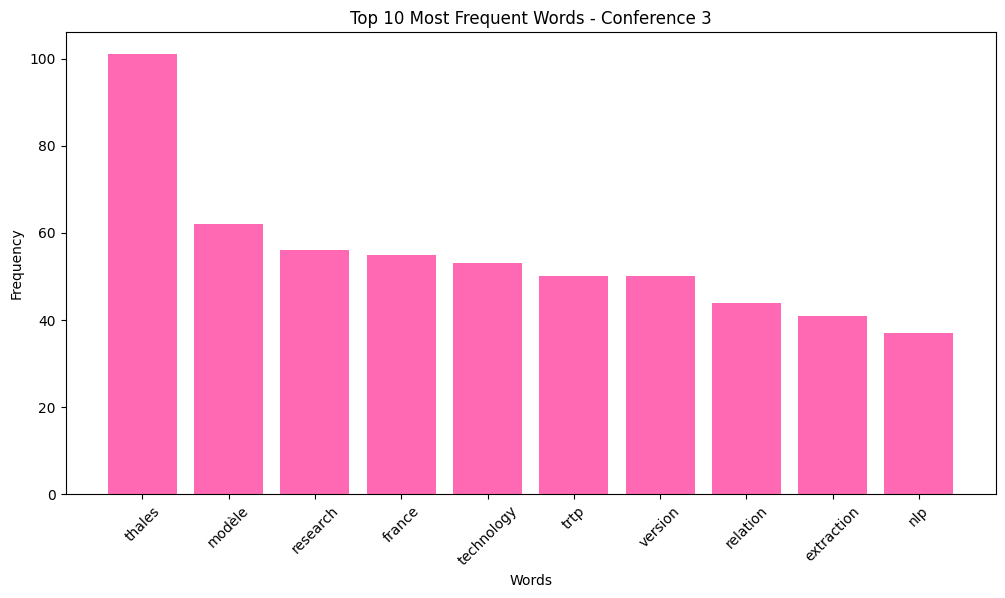 Top 10 Most Frequent Words - Conference 3
Frequency
100
80
60
40
20
0
thales
modèle
research
france
technology
trtp
version
relation
extraction
nlp
Words